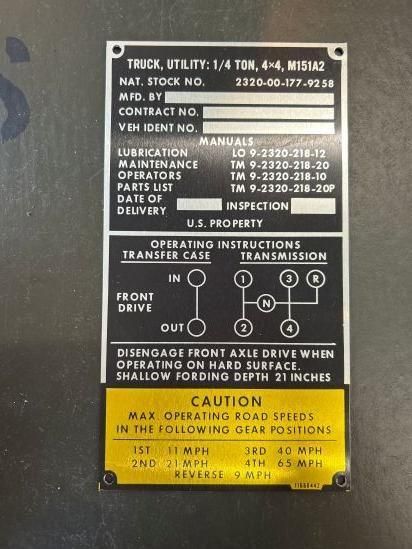 TRUCK, UTILITY: 1/4 TON, 4×4, M151A2
NAT. STOCK NO. 2320-00-177-9258
MFD. BY
CONTRACT NO.
VEH IDENT NO.
MANUALS
LUBRICATION LO 9-2320-218-12
MAINTENANCE TM 9-2320-218-20
OPERATORS TM 9-2320-218-10
PARTS LIST TM 9-2320-218-20P
DATE OF
DELIVERY INSPECTION
U.S. PROPERTY
OPERATING INSTRUCTIONS
TRANSFER CASE TRANSMISSION
IN 1 3 R
FRONT
DRIVE N
OUT 2 4
DISENGAGE FRONT AXLE DRIVE WHEN
OPERATING ON HARD SURFACE.
SHALLOW FORDING DEPTH 21 INCHES
CAUTION
MAX. OPERATING ROAD SPEEDS
IN THE FOLLOWING GEAR POSITIONS
1ST 11 MPH 3RD 40 MPH
2ND 21 MPH 4TH 65 MPH
REVERSE 9 MPH